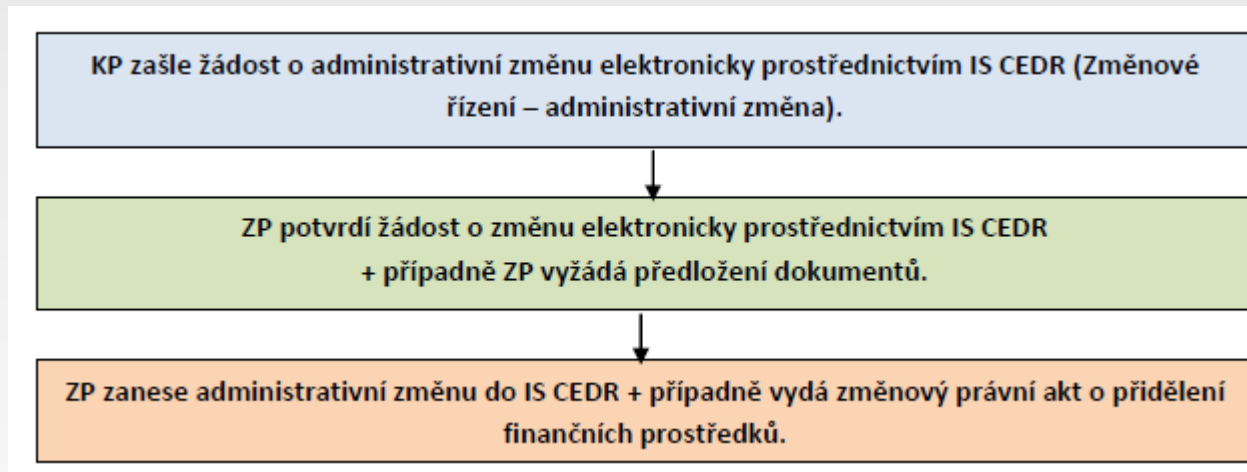 KP zašle žádost o administrativní změnu elektronicky prostřednictvím IS CEDR (Změnové
řízení – administrativní změna).
ZP potvrdí žádost o změnu elektronicky prostřednictvím IS CEDR
+ případně ZP vyžádá předložení dokumentů.
ZP zanese administrativní změnu do IS CEDR + případně vydá změnový právní akt o přidělení
finančních prostředků.